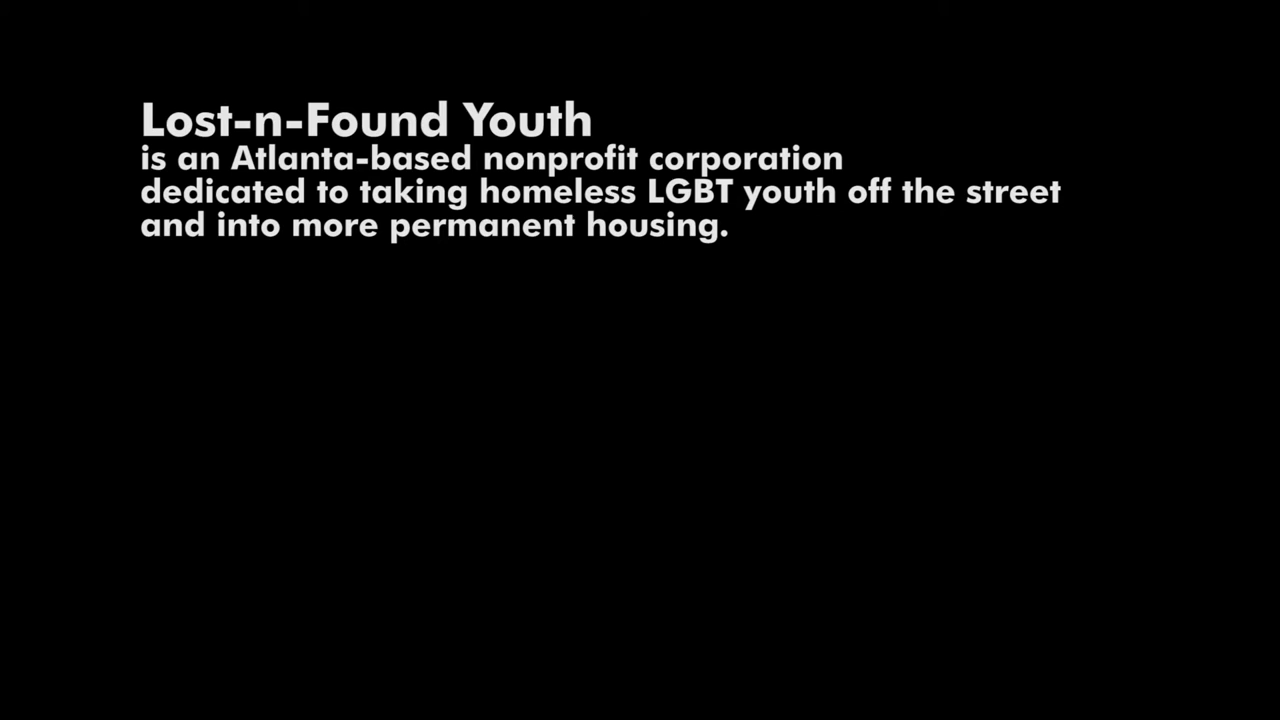 Lost-n-Found Youth
is an Atlanta-based nonprofit corporation
dedicated to taking homeless LGBT youth off the street
and into more permanent housing.